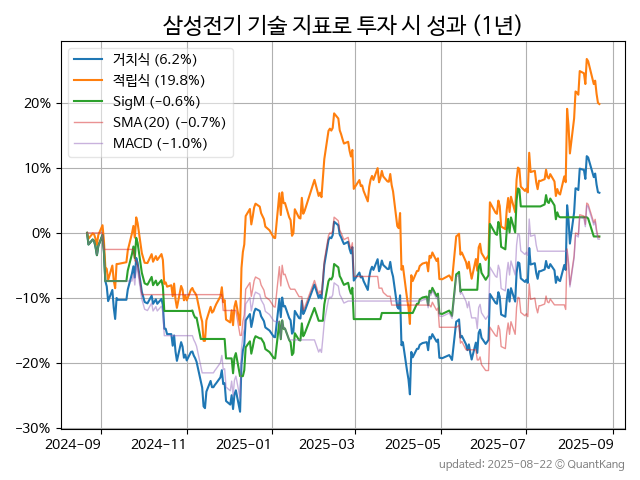 삼성전기 기술 지표로 투자 시 성과 (1년)
거치식 (6.2%)
적립식 (19.8%)
SigM (−0.6%)
SMA(20) (−0.7%)
MACD (−1.0%)
20%
10%
0%
−10%
−20%
−30%
2024-09 2024-11 2025-01 2025-03 2025-05 2025-07 2025-09
updated: 2025-08-22 © QuantKang